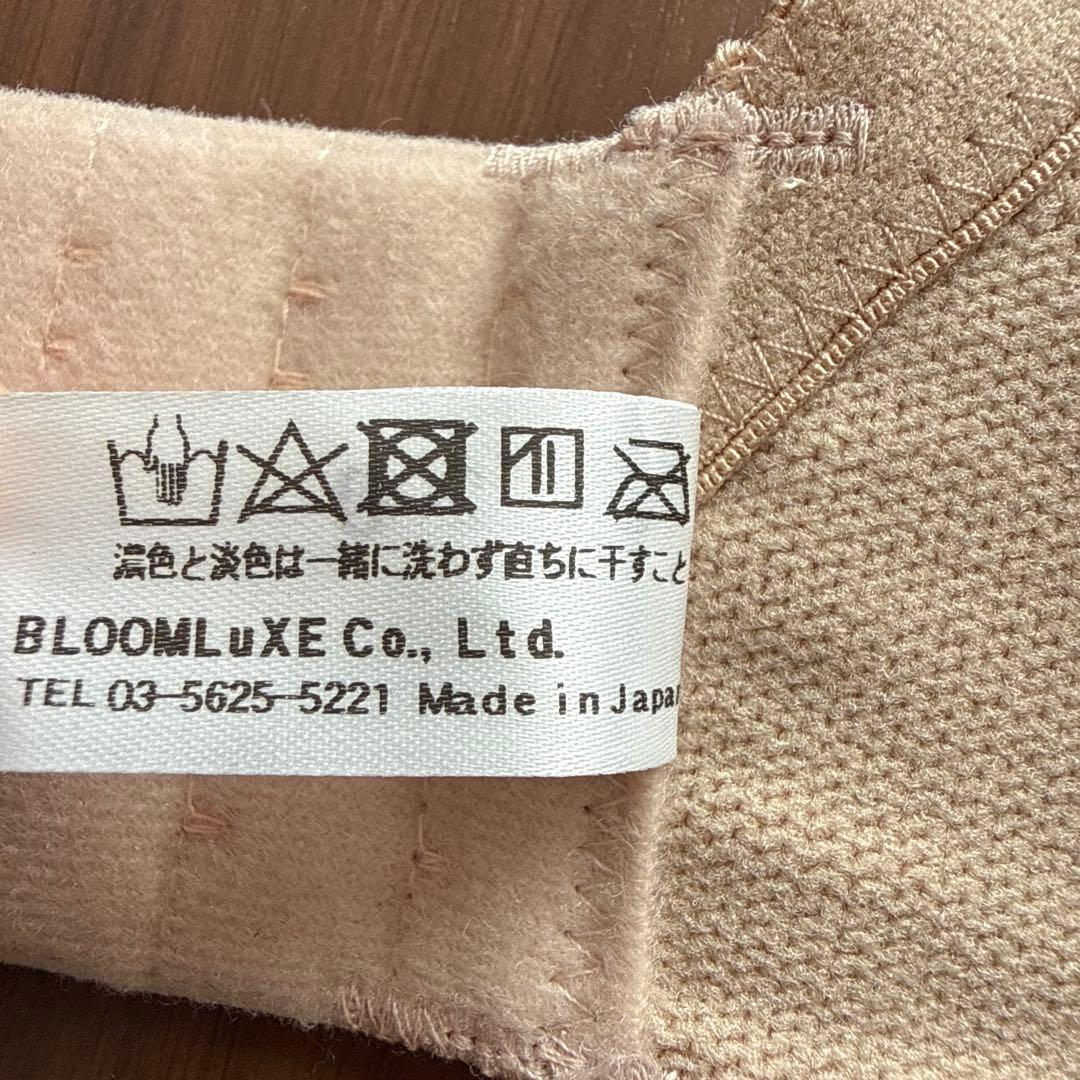 濃色と淡色は一緒に洗わず直ちに干すこと
BLOOMLuXE Co., Ltd.
TEL 03-5625-5221 Made in Japan